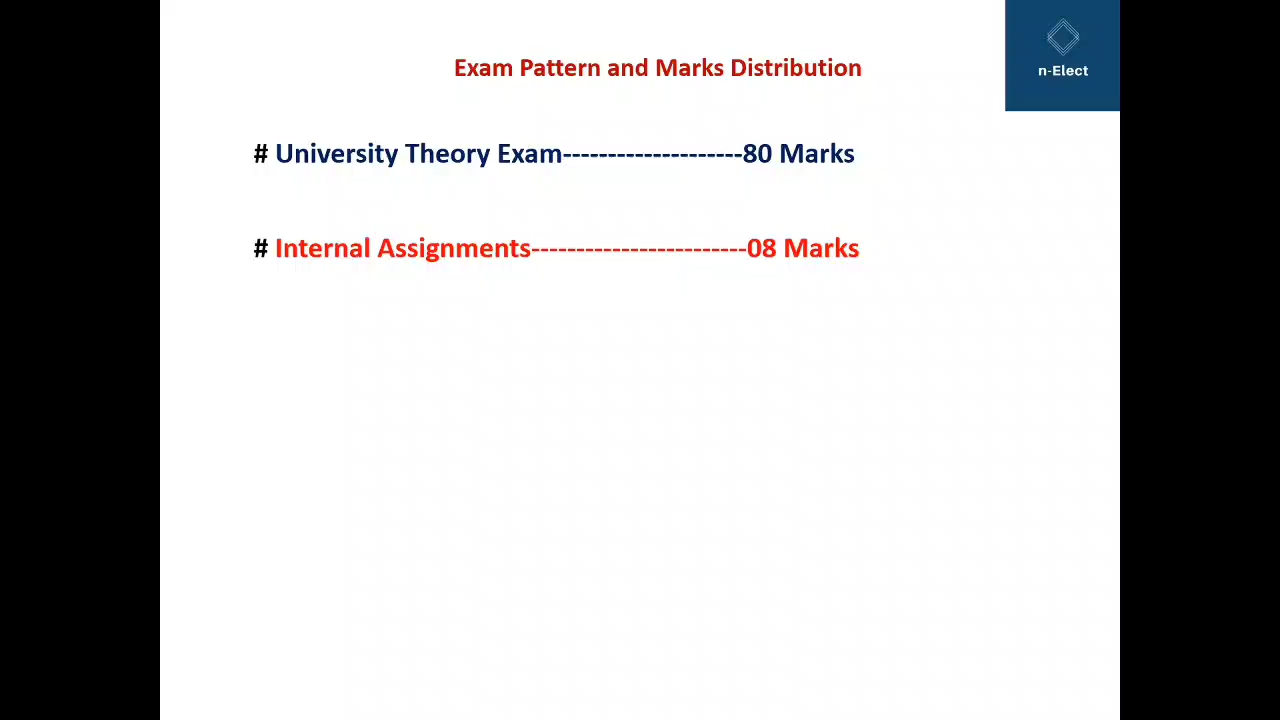 n-Elect
Exam Pattern and Marks Distribution
# University Theory Exam--------------------80 Marks
# Internal Assignments------------------------08 Marks